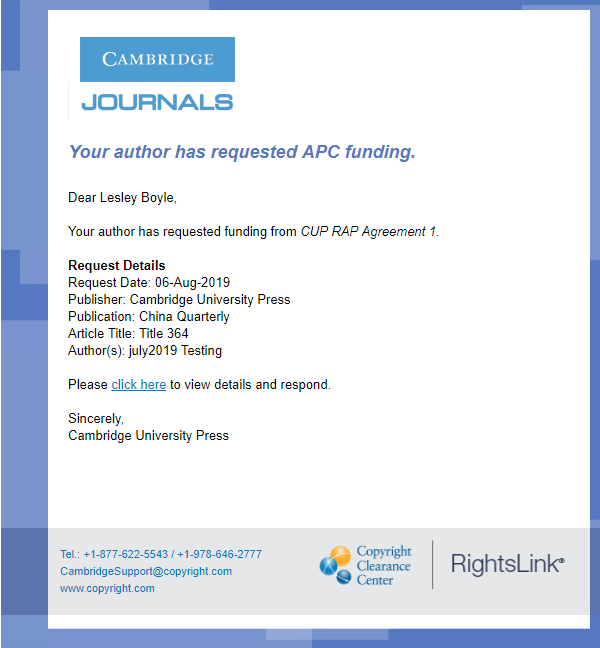 CAMBRIDGE
JOURNALS
Your author has requested APC funding.
Dear Lesley Boyle,
Your author has requested funding from CUP RAP Agreement 1.
Request Details
Request Date: 06-Aug-2019
Publisher: Cambridge University Press
Publication: China Quarterly
Article Title: Title 364
Author(s): july2019 Testing
Please click here to view details and respond.
Sincerely,
Cambridge University Press
Tel.: +1-877-622-5543 / +1-978-646-2777
CambridgeSupport@copyright.com
www.copyright.com
Copyright
Clearance
Center
RightsLink®